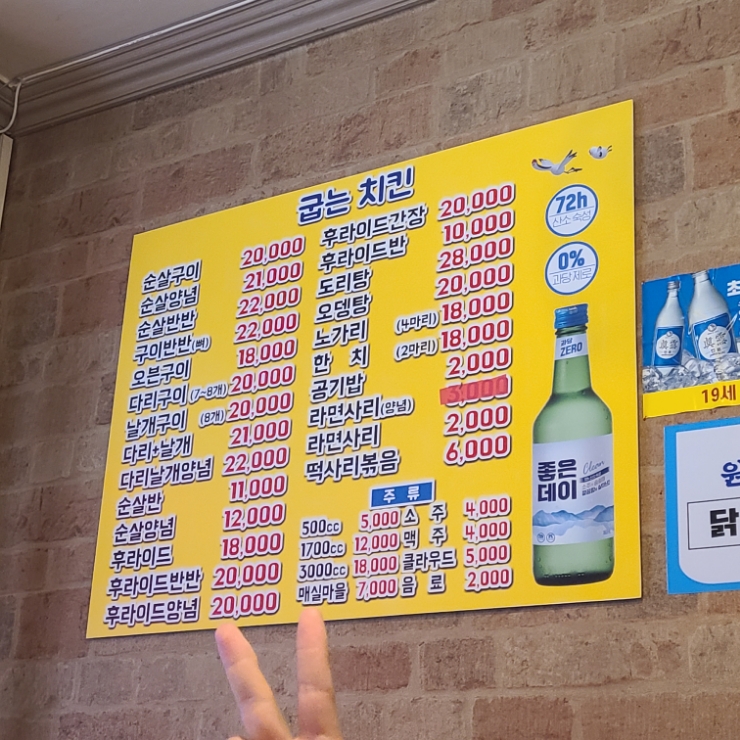 굽는 치킨
순살구이 20,000
순살양념 21,000
순살반반 22,000
구이반반(뼈) 22,000
오븐구이 18,000
다리구이(7~8개) 20,000
날개구이 (8개) 20,000
다리+날개 21,000
다리날개양념 22,000
순살반 11,000
순살양념 12,000
후라이드 18,000
후라이드반반 20,000
후라이드양념 20,000
후라이드간장 20,000
후라이드반 10,000
도리탕 28,000
오뎅탕 20,000
노가리 (4마리) 18,000
한 치 (2마리) 18,000
공기밥 2,000
라면사리(양념) 3,000
라면사리 2,000
떡사리볶음 6,000
주 류
500cc 5,000 소 주 4,000
1700cc 12,000 맥 주 4,000
3000cc 18,000 클라우드 5,000
매실마을 7,000 음 료 2,000
72h
산소숙성
0%
과당제로
ZERO
좋은
데이
Clean
19세
닭